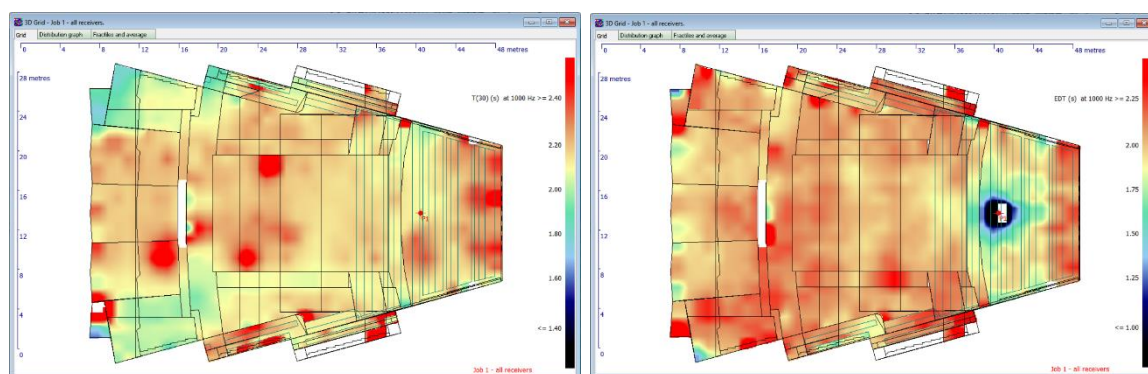 3D Grid - Job 1 - all receivers.
Grid Distribution graph Fractiles and average
0 4 8 12 16 20 24 28 32 36 40 44 48 metres
28 metres
24
20
16
12
8
4
0
T(30) (s) at 1000 Hz >= 2.40
2.20
2.00
1.80
1.60
<= 1.40
P1
Job 1 - all receivers
3D Grid - Job 1 - all receivers.
Grid Distribution graph Fractiles and average
0 4 8 12 16 20 24 28 32 36 40 44 48 metres
28 metres
24
20
16
12
8
4
0
EDT (s) at 1000 Hz >= 2.25
2.00
1.75
1.50
1.25
<= 1.00
Job 1 - all receivers